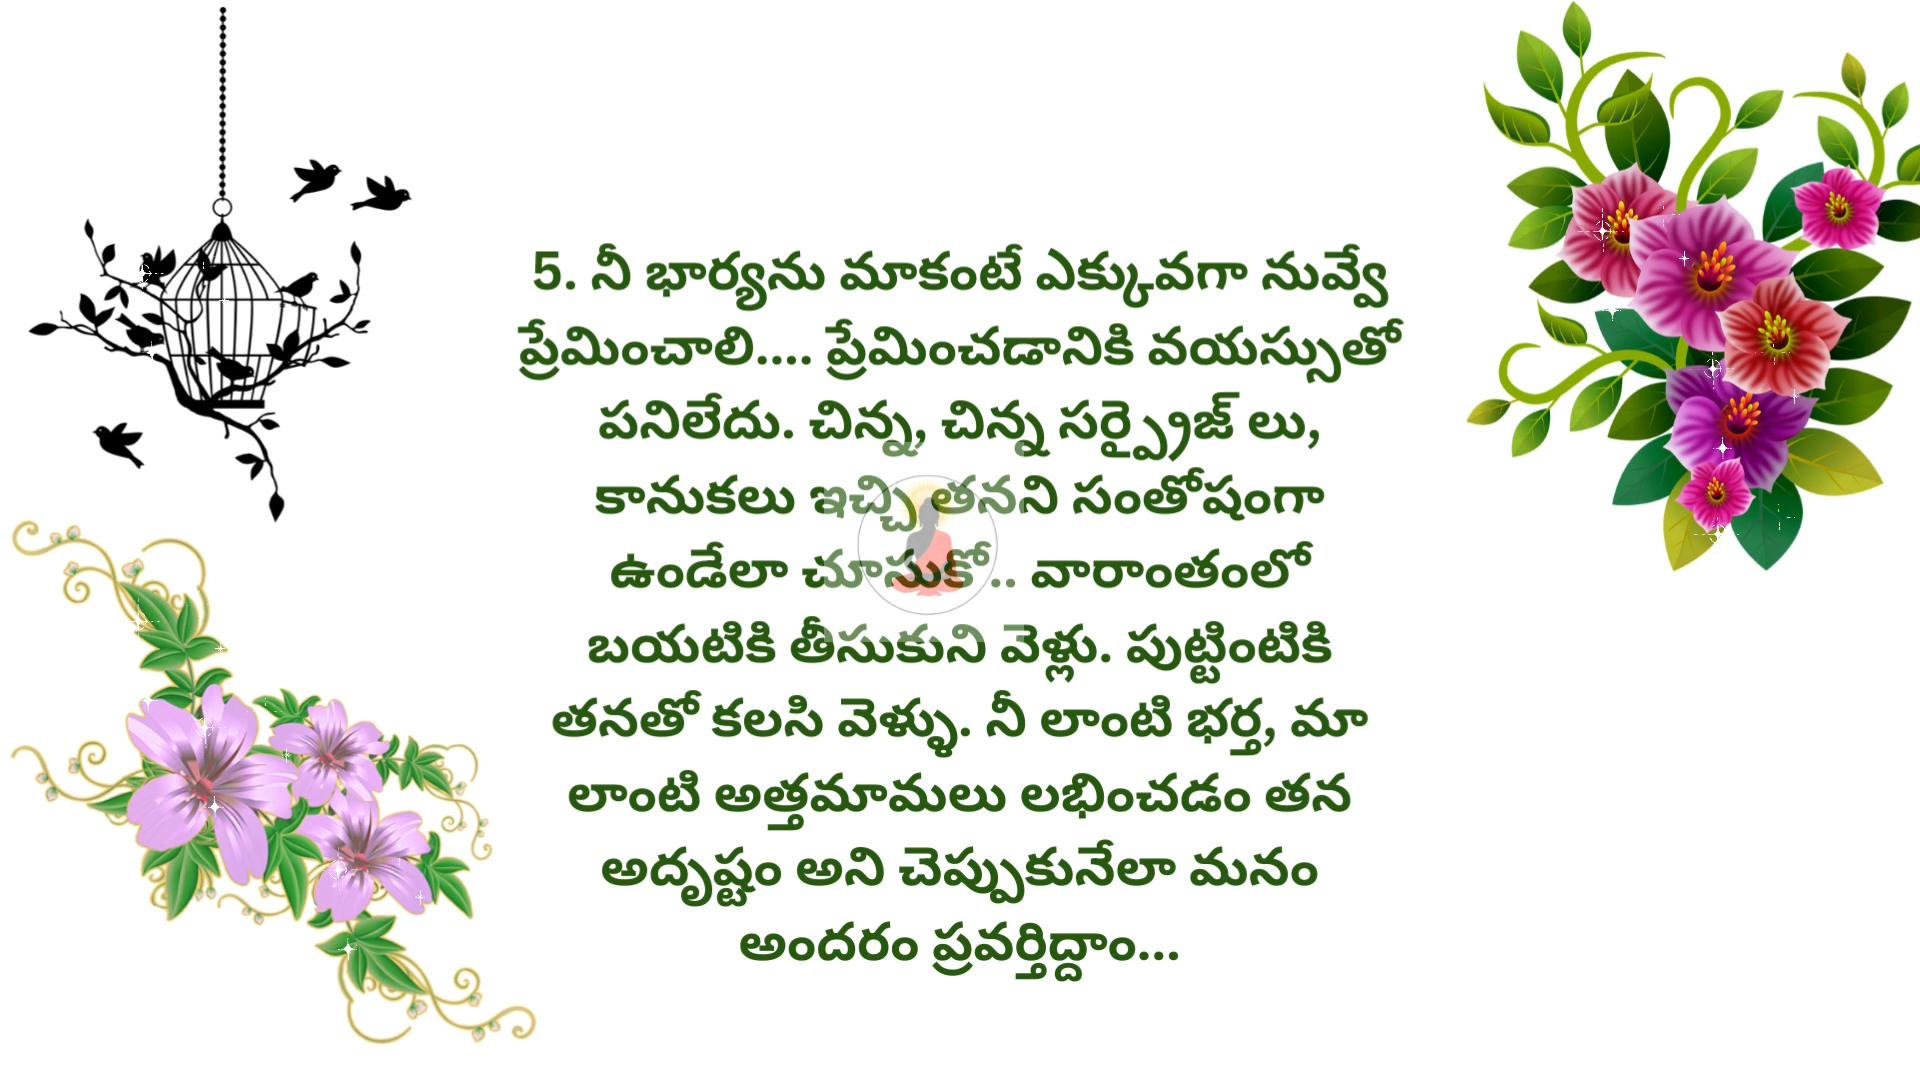 5. నీ భార్యను మాకంటే ఎక్కువగా నువ్వే
ప్రేమించాలి.... ప్రేమించడానికి వయస్సుతో
పనిలేదు. చిన్న, చిన్న సర్ప్రైజ్ లు,
కానుకలు ఇచ్చి తనని సంతోషంగా
ఉండేలా చూసుకో.. వారాంతంలో
బయటికి తీసుకుని వెళ్లు. పుట్టింటికి
తనతో కలసి వెళ్ళు. నీ లాంటి భర్త, మా
లాంటి అత్తమామలు లభించడం తన
అదృష్టం అని చెప్పుకునేలా మనం
అందరం ప్రవర్తిద్దాం...